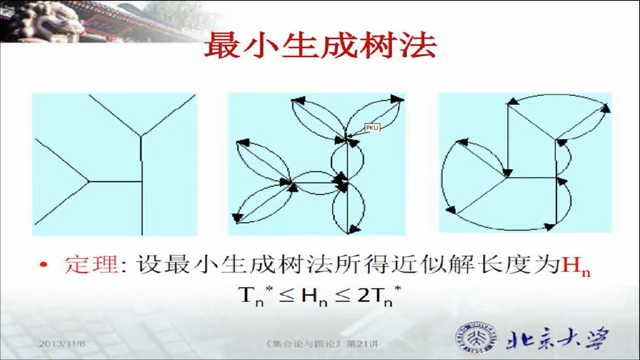 最小生成树法
PKU
• 定理: 设最小生成树法所得近似解长度为Hn
Tn* ≤ Hn ≤ 2Tn*
2013/11/8
《集合论与图论》第21讲
北京大学